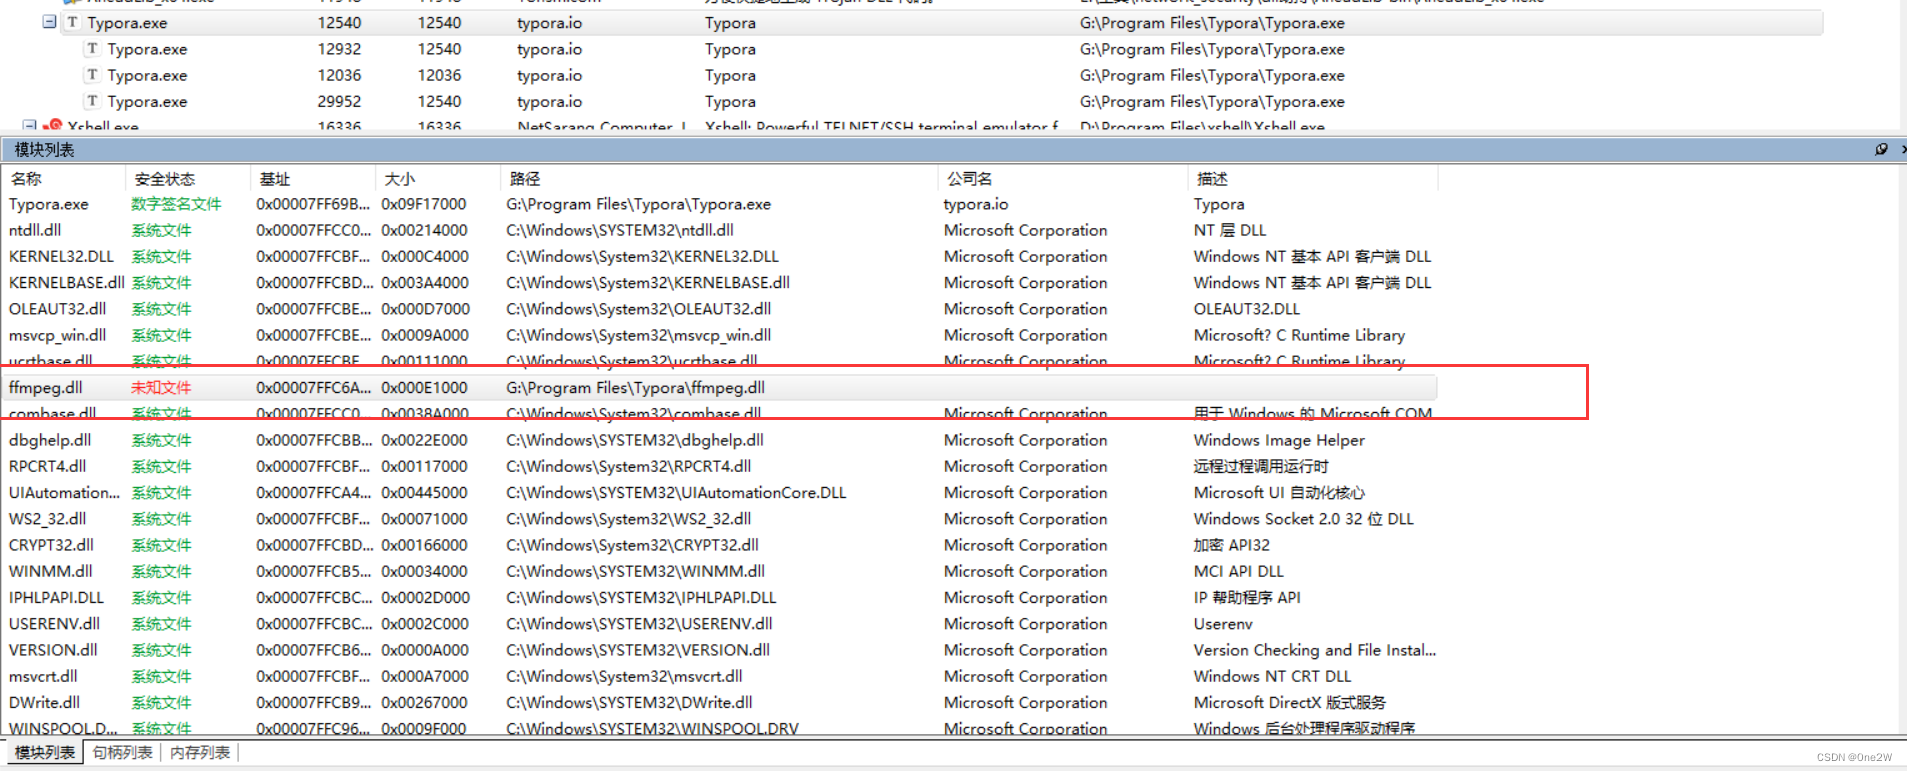 Typora.exe 12540 12540 typora.io Typora G:\Program Files\Typora\Typora.exe
Typora.exe 12932 12540 typora.io Typora G:\Program Files\Typora\Typora.exe
Typora.exe 12036 12036 typora.io Typora G:\Program Files\Typora\Typora.exe
Typora.exe 29952 12540 typora.io Typora G:\Program Files\Typora\Typora.exe
Xshell.exe 16336 16336 NetSarang Computer, I... Xshell: Powerful TELNET/SSH terminal emulator f... D:\Program Files\xshell\Xshell.exe
模块列表
名称 安全状态 基址 大小 路径 公司名 描述
Typora.exe 数字签名文件 0x00007FF69B... 0x09F17000 G:\Program Files\Typora\Typora.exe typora.io Typora
ntdll.dll 系统文件 0x00007FFCC0... 0x00214000 C:\Windows\SYSTEM32\ntdll.dll Microsoft Corporation NT 层 DLL
KERNEL32.DLL 系统文件 0x00007FFCBF... 0x000C4000 C:\Windows\System32\KERNEL32.DLL Microsoft Corporation Windows NT 基本 API 客户端 DLL
KERNELBASE.dll 系统文件 0x00007FFCBD... 0x003A4000 C:\Windows\System32\KERNELBASE.dll Microsoft Corporation Windows NT 基本 API 客户端 DLL
OLEAUT32.dll 系统文件 0x00007FFCBE... 0x000D7000 C:\Windows\System32\OLEAUT32.dll Microsoft Corporation OLEAUT32.DLL
msvcp_win.dll 系统文件 0x00007FFCBE... 0x0009A000 C:\Windows\System32\msvcp_win.dll Microsoft Corporation Microsoft? C Runtime Library
ucrtbase.dll 系统文件 0x00007FFCBE... 0x00111000 C:\Windows\System32\ucrtbase.dll Microsoft Corporation Microsoft? C Runtime Library
ffmpeg.dll 未知文件 0x00007FFC6A... 0x000E1000 G:\Program Files\Typora\ffmpeg.dll
combase.dll 系统文件 0x00007FFCC0... 0x0038A000 C:\Windows\System32\combase.dll Microsoft Corporation 用于 Windows 的 Microsoft COM
dbghelp.dll 系统文件 0x00007FFCBB... 0x0022E000 C:\Windows\SYSTEM32\dbghelp.dll Microsoft Corporation Windows Image Helper
RPCRT4.dll 系统文件 0x00007FFCBF... 0x00117000 C:\Windows\System32\RPCRT4.dll Microsoft Corporation 远程过程调用运行时
UIAutomation... 系统文件 0x00007FFCA4... 0x00445000 C:\Windows\SYSTEM32\UIAutomationCore.DLL Microsoft Corporation Microsoft UI 自动化核心
WS2_32.dll 系统文件 0x00007FFCBF... 0x00071000 C:\Windows\System32\WS2_32.dll Microsoft Corporation Windows Socket 2.0 32 位 DLL
CRYPT32.dll 系统文件 0x00007FFCBD... 0x00166000 C:\Windows\System32\CRYPT32.dll Microsoft Corporation 加密 API32
WINMM.dll 系统文件 0x00007FFCB5... 0x00034000 C:\Windows\SYSTEM32\WINMM.dll Microsoft Corporation MCI API DLL
IPHLPAPI.DLL 系统文件 0x00007FFCBC... 0x0002D000 C:\Windows\SYSTEM32\IPHLPAPI.DLL Microsoft Corporation IP 帮助程序 API
USERENV.dll 系统文件 0x00007FFCBC... 0x0002C000 C:\Windows\SYSTEM32\USERENV.dll Microsoft Corporation Userenv
VERSION.dll 系统文件 0x00007FFCB6... 0x0000A000 C:\Windows\SYSTEM32\VERSION.dll Microsoft Corporation Version Checking and File Instal...
msvcrt.dll 系统文件 0x00007FFCBF... 0x000A7000 C:\Windows\System32\msvcrt.dll Microsoft Corporation Windows NT CRT DLL
DWrite.dll 系统文件 0x00007FFCB9... 0x00267000 C:\Windows\SYSTEM32\DWrite.dll Microsoft Corporation Microsoft DirectX 版式服务
WINSPOOL.D... 系统文件 0x00007FFC96... 0x0009F000 C:\Windows\SYSTEM32\WINSPOOL.DRV Microsoft Corporation Windows 后台处理程序驱动程序
模块列表 句柄列表 内存列表
CSDN @One2W